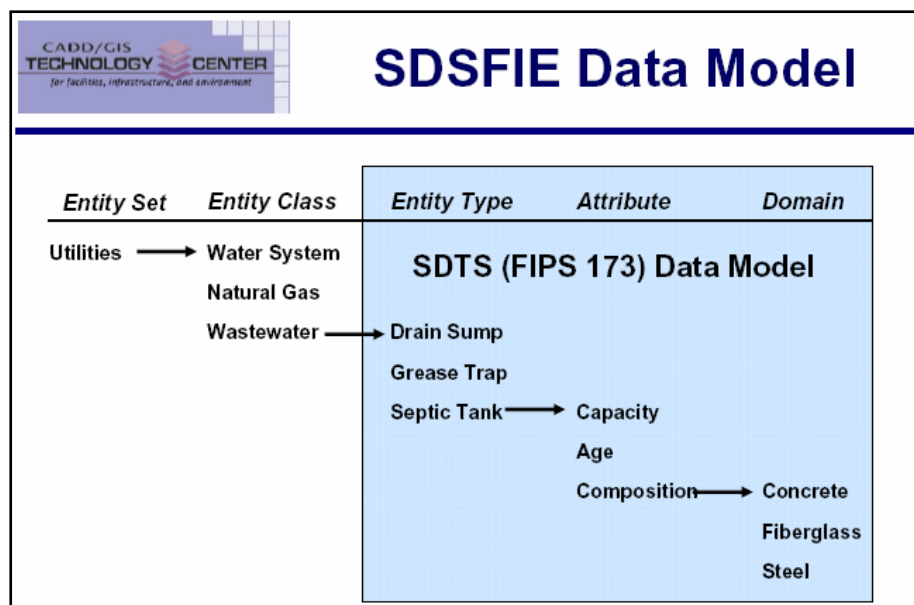 CADD/GIS
TECHNOLOGY CENTER
for facilities, infrastructure, and environment
SDSFIE Data Model
Entity Set Entity Class Entity Type Attribute Domain
Utilities Water System
SDTS (FIPS 173) Data Model
Natural Gas
Wastewater Drain Sump
Grease Trap
Septic Tank Capacity
Age
Composition Concrete
Fiberglass
Steel